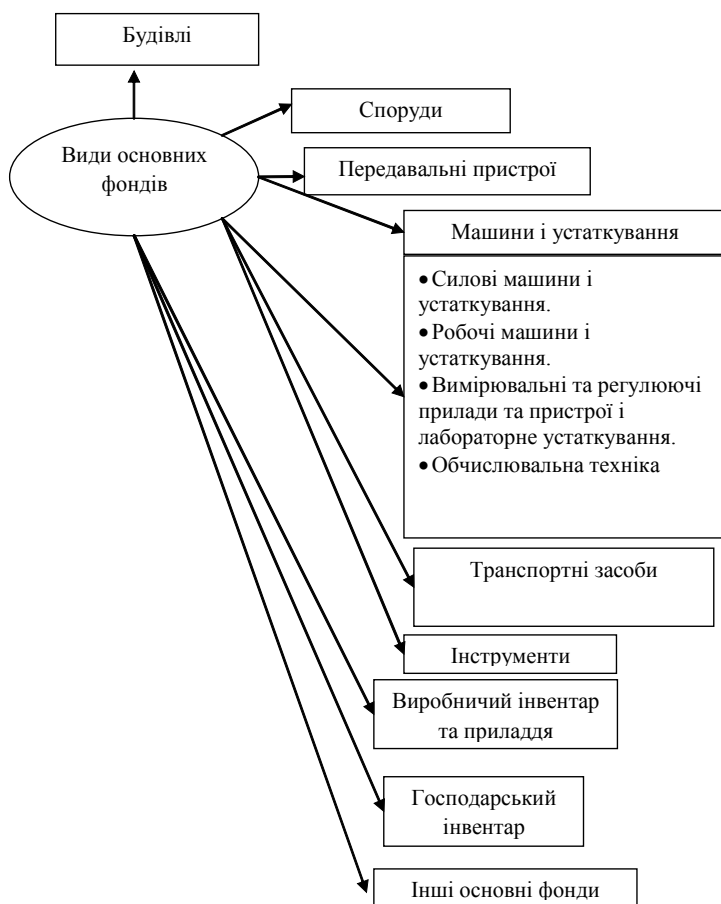 Будівлі
Споруди
Види основних
фондів
Передавальні пристрої
Машини і устаткування
•Силові машини і
устаткування.
•Робочі машини і
устаткування.
•Вимірювальні та регулюючі
прилади та пристрої і
лабораторне устаткування.
•Обчислювальна техніка
Транспортні засоби
Інструменти
Виробничий інвентар
та приладдя
Господарський
інвентар
Інші основні фонди